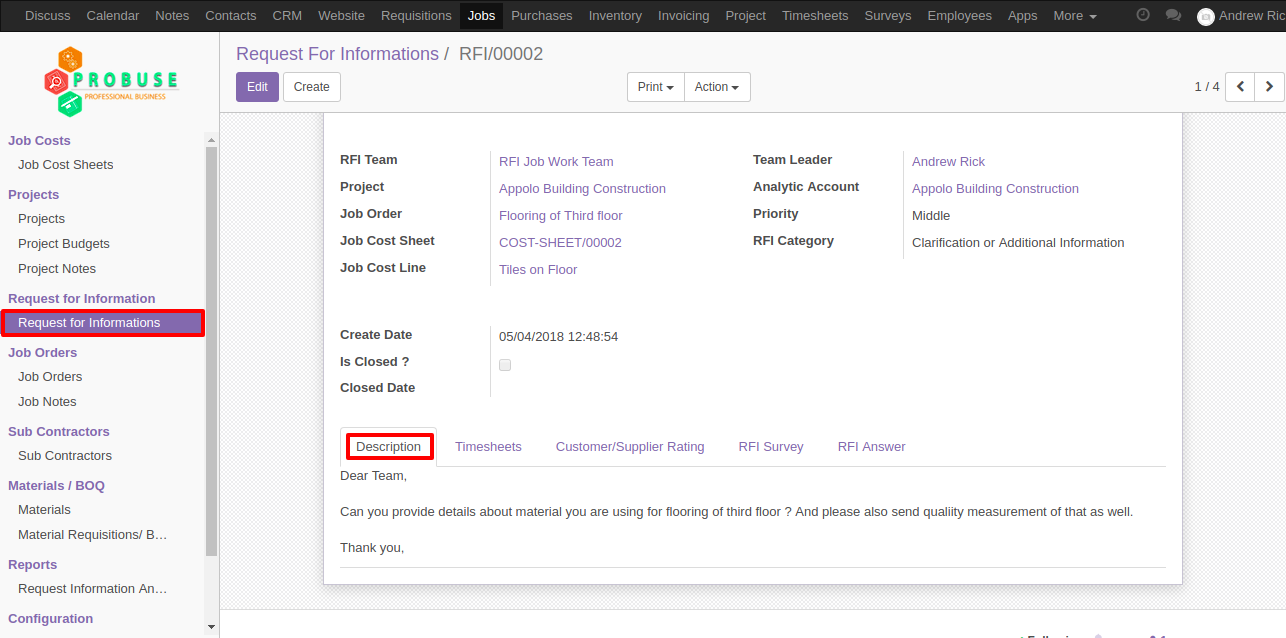 Discuss Calendar Notes Contacts CRM Website Requisitions Jobs Purchases Inventory Invoicing Project Timesheets Surveys Employees Apps More Andrew Ric
PROBUSE
PROFESSIONAL BUSINESS
Job Costs
Job Cost Sheets
Projects
Projects
Project Budgets
Project Notes
Request for Information
Request for Informations
Job Orders
Job Orders
Job Notes
Sub Contractors
Sub Contractors
Materials / BOQ
Materials
Material Requisitions/ B…
Reports
Request Information An…
Configuration
Request For Informations / RFI/00002
Edit Create Print Action 1 / 4
RFI Team RFI Job Work Team Team Leader Andrew Rick
Project Appolo Building Construction Analytic Account Appolo Building Construction
Job Order Flooring of Third floor Priority Middle
Job Cost Sheet COST-SHEET/00002 RFI Category Clarification or Additional Information
Job Cost Line Tiles on Floor
Create Date 05/04/2018 12:48:54
Is Closed ?
Closed Date
Description Timesheets Customer/Supplier Rating RFI Survey RFI Answer
Dear Team,
Can you provide details about material you are using for flooring of third floor ? And please also send qualiity measurement of that as well.
Thank you,